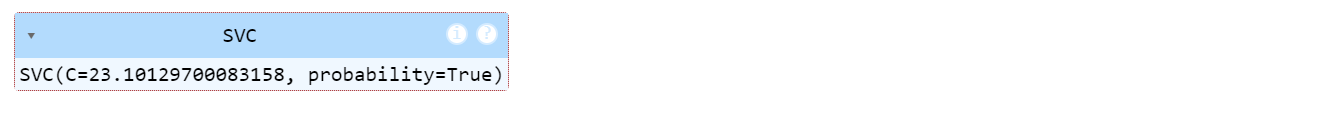 ▾ SVC i ?
SVC(C=23.10129700083158, probability=True)